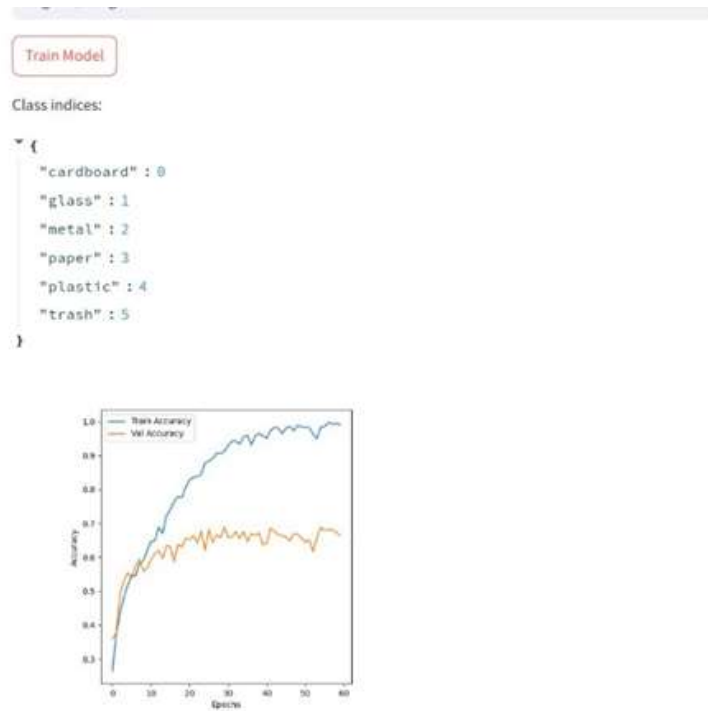 Train Model
Class indices:
{
"cardboard" : 0
"glass" : 1
"metal" : 2
"paper" : 3
"plastic" : 4
"trash" : 5
}
Train Accuracy
Val Accuracy
1.0
0.9
0.8
0.7
0.6
0.5
0.4
0.3
Accuracy
0 10 20 30 40 50 60
Epochs